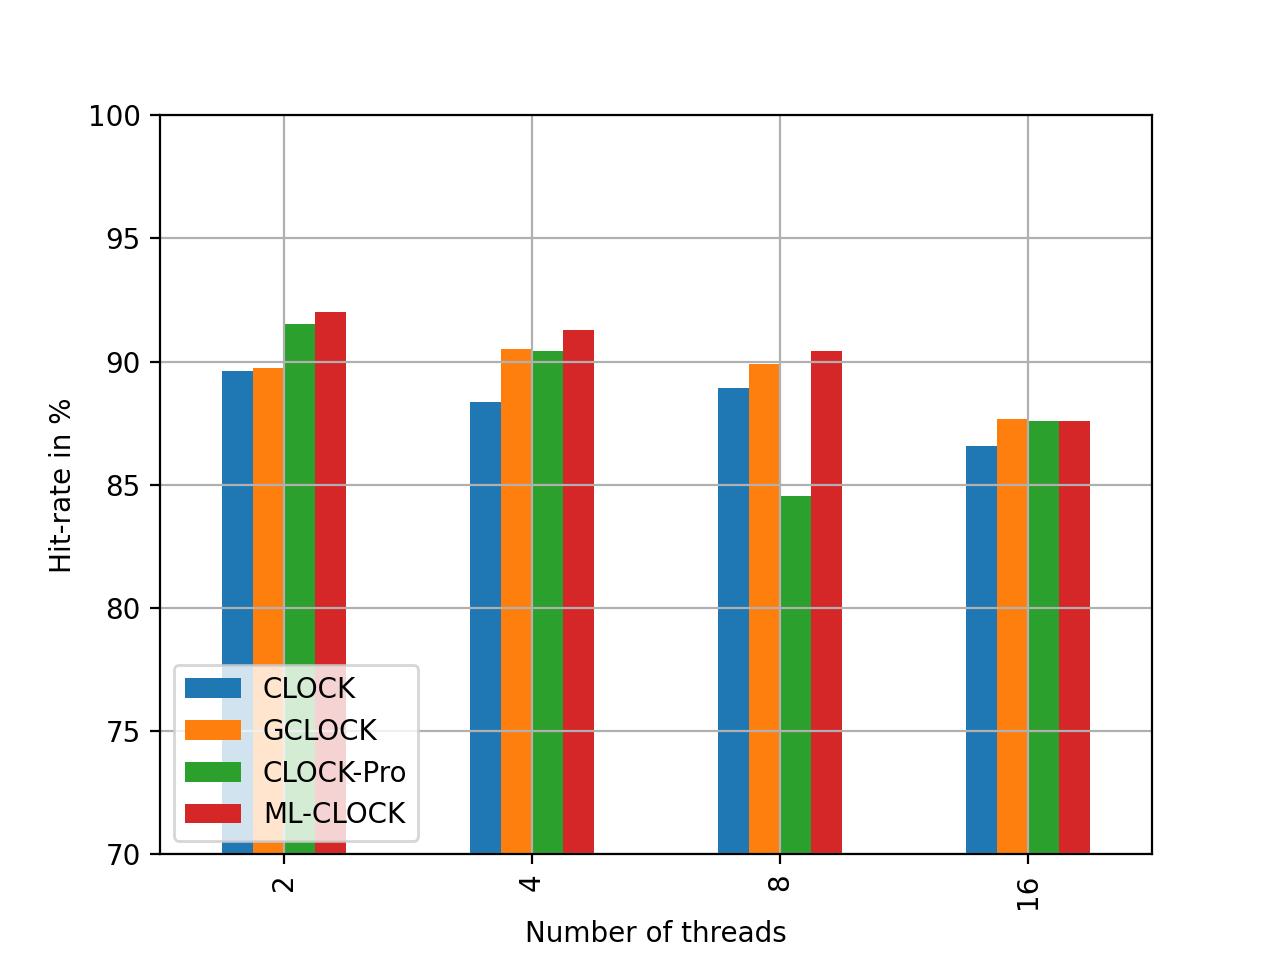 100
95
90
85
80
75
70
Hit-rate in %
CLOCK
GCLOCK
CLOCK-Pro
ML-CLOCK
2
4
8
16
Number of threads